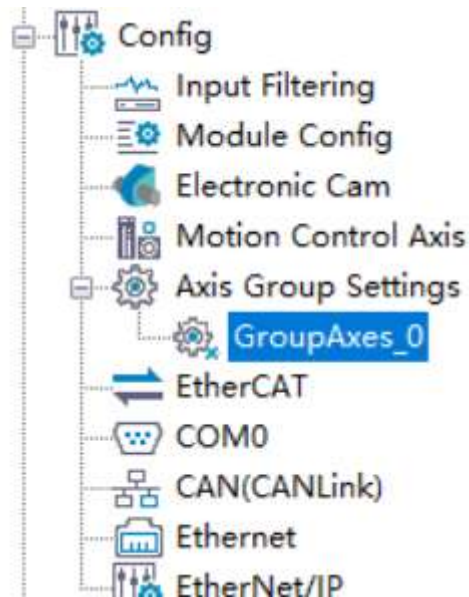 Config
Input Filtering
Module Config
Electronic Cam
Motion Control Axis
Axis Group Settings
GroupAxes_0
EtherCAT
COM0
CAN(CANLink)
Ethernet
EtherNet/IP